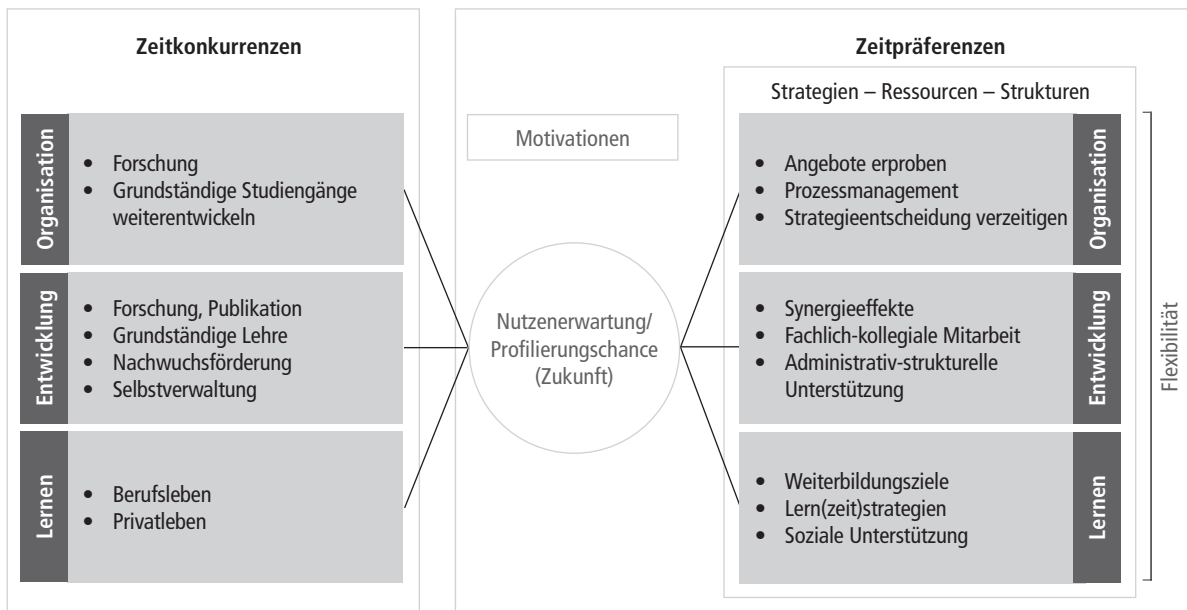 Zeitkonkurrenzen
Organisation
• Forschung
• Grundständige Studiengänge
weiterentwickeln
Entwicklung
• Forschung, Publikation
• Grundständige Lehre
• Nachwuchsförderung
• Selbstverwaltung
Lernen
• Berufsleben
• Privatleben
Motivationen
Nutzenerwartung/
Profilierungschance
(Zukunft)
Zeitpräferenzen
Strategien – Ressourcen – Strukturen
• Angebote erproben
• Prozessmanagement
• Strategieentscheidung verzeitigen
Organisation
• Synergieeffekte
• Fachlich-kollegiale Mitarbeit
• Administrativ-strukturelle
Unterstützung
Entwicklung
• Weiterbildungsziele
• Lern(zeit)strategien
• Soziale Unterstützung
Lernen
Flexibilität